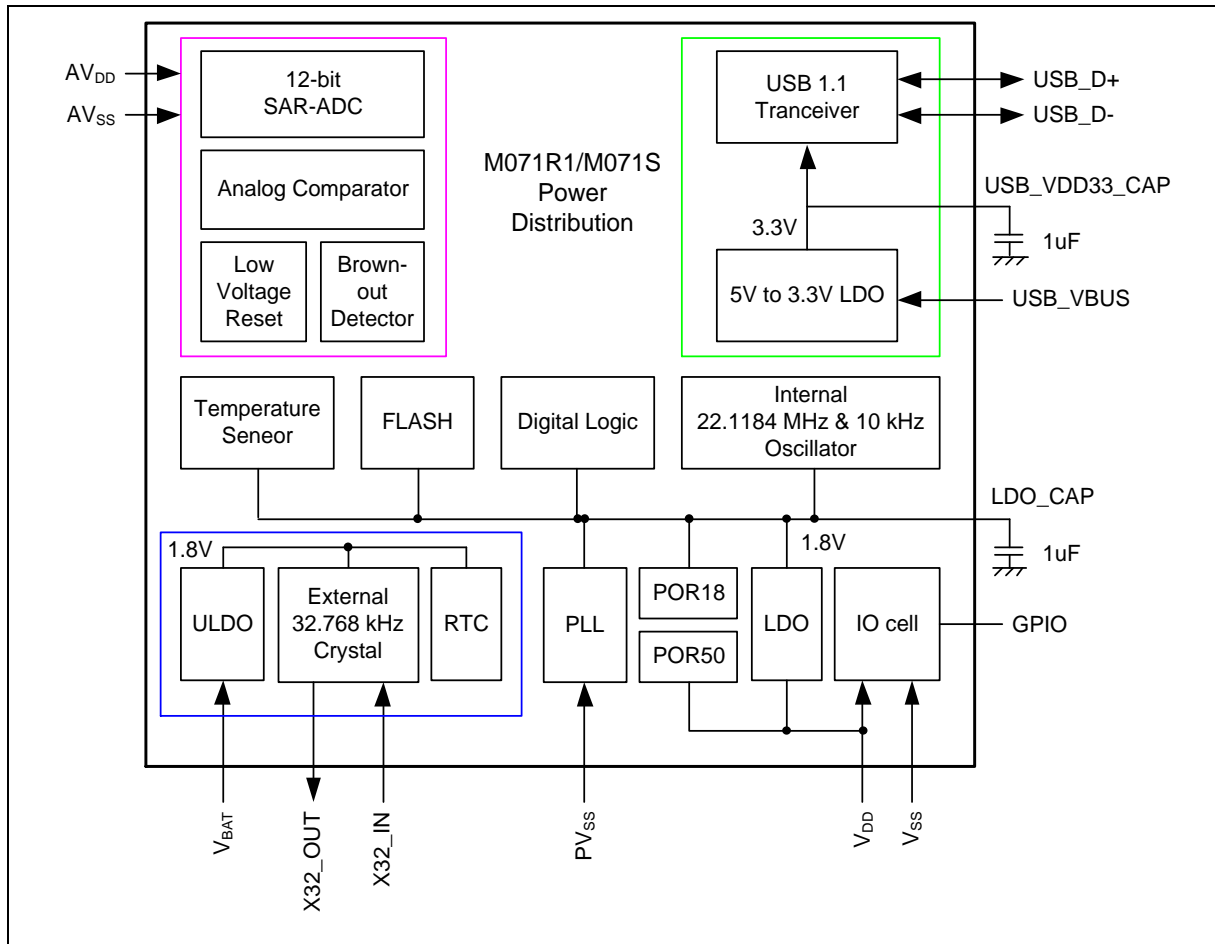 AVDD
AVSS
12-bit
SAR-ADC
Analog Comparator
Low
Voltage
Reset
Brown-
out
Detector
M071R1/M071S
Power
Distribution
USB 1.1
Tranceiver
USB_D+
USB_D-
USB_VDD33_CAP
3.3V
1uF
5V to 3.3V LDO
USB_VBUS
Temperature
Seneor
FLASH
Digital Logic
Internal
22.1184 MHz & 10 kHz
Oscillator
LDO_CAP
1uF
1.8V
ULDO
External
32.768 kHz
Crystal
RTC
PLL
POR18
POR50
1.8V
LDO
IO cell
GPIO
VBAT
X32_OUT
X32_IN
PVSS
VDD
VSS